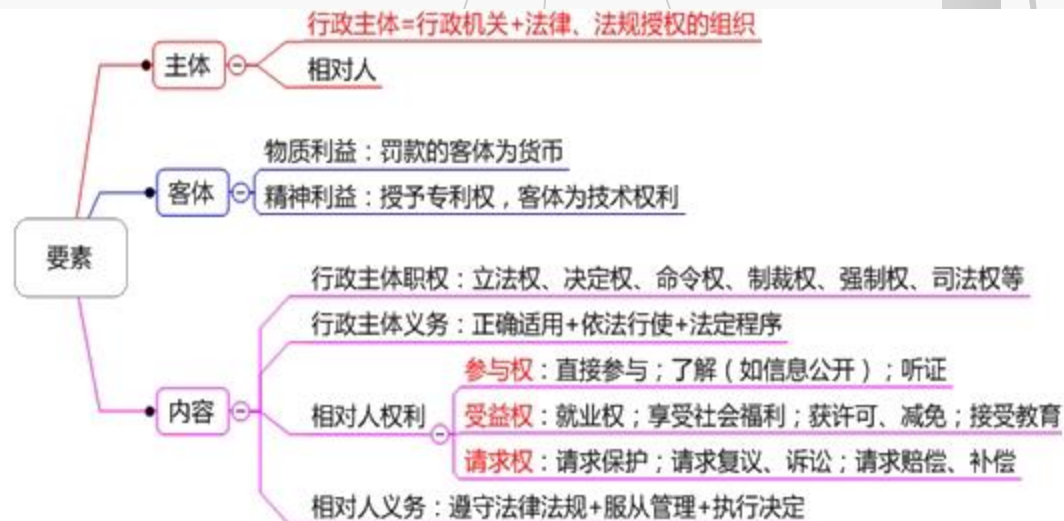 行政主体=行政机关+法律、法规授权的组织
主体
相对人
物质利益：罚款的客体为货币
客体
精神利益：授予专利权，客体为技术权利
要素
行政主体职权：立法权、决定权、命令权、制裁权、强制权、司法权等
行政主体义务：正确适用+依法行使+法定程序
参与权：直接参与；了解（如信息公开）；听证
内容
相对人权利
受益权：就业权；享受社会福利；获许可、减免；接受教育
请求权：请求保护；请求复议、诉讼；请求赔偿、补偿
相对人义务：遵守法律法规+服从管理+执行决定